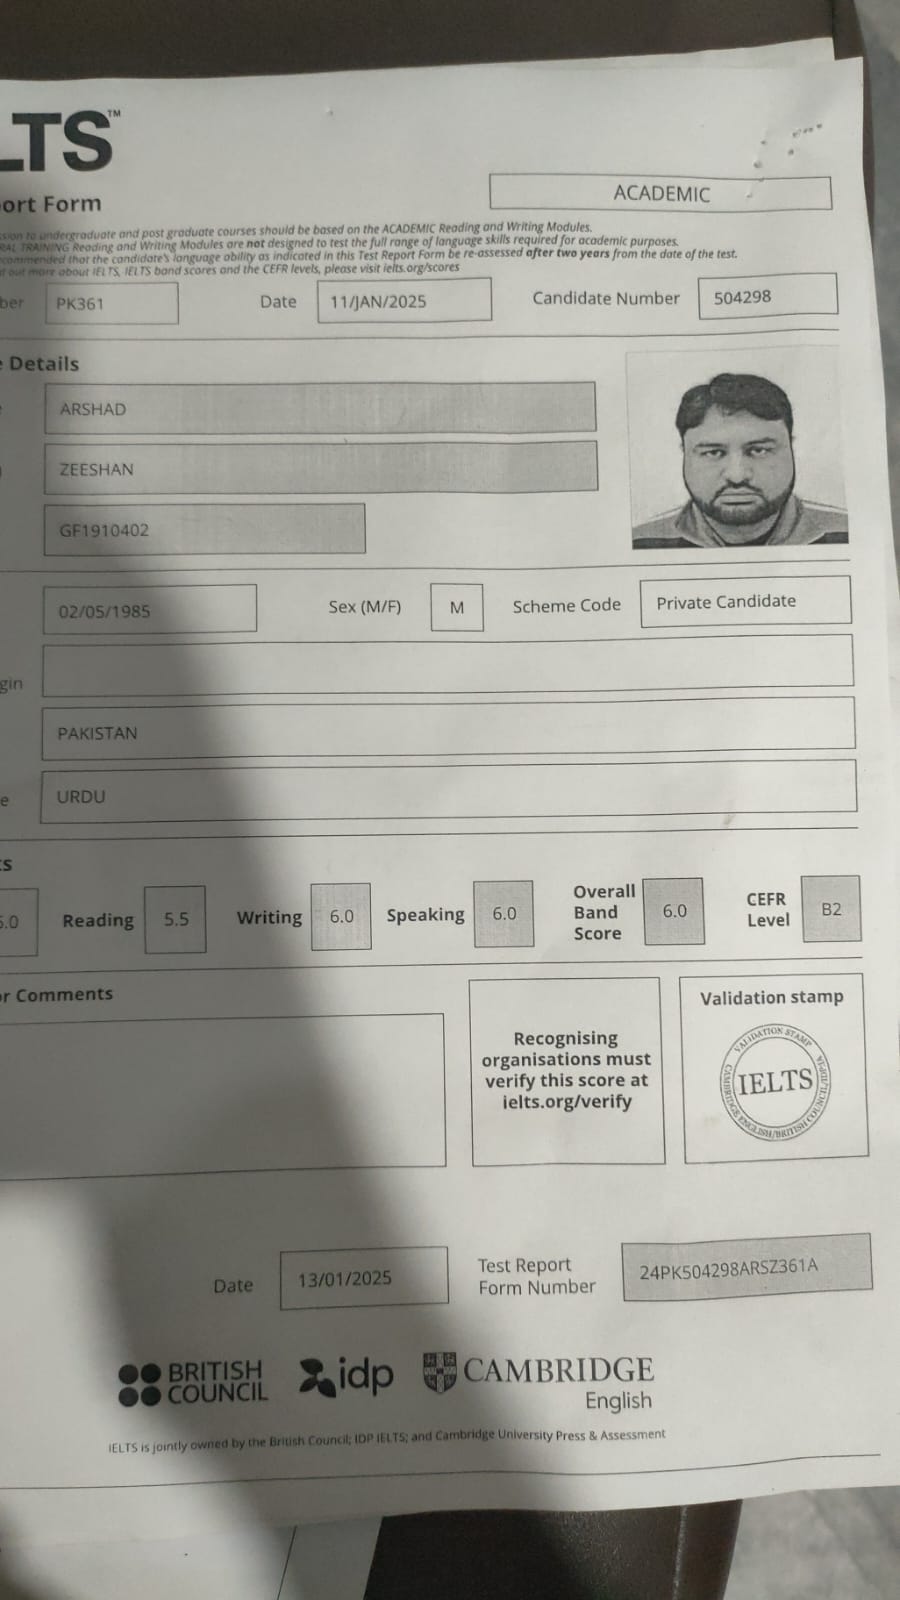 LTS™
ort Form
ACADEMIC
ssion to undergraduate and post graduate courses should be based on the ACADEMIC Reading and Writing Modules.
RAL TRAINING Reading and Writing Modules are not designed to test the full range of language skills required for academic purposes.
commended that the candidate's language ability as indicated in this Test Report Form be re-assessed after two years from the date of the test.
out more about IELTS, IELTS band scores and the CEFR levels, please visit ielts.org/scores
ber PK361 Date 11/JAN/2025 Candidate Number 504298
Details
ARSHAD
ZEESHAN
GF1910402
02/05/1985 Sex (M/F) M Scheme Code Private Candidate
gin
PAKISTAN
e URDU
ts
.0 Reading 5.5 Writing 6.0 Speaking 6.0 Overall Band Score 6.0 CEFR Level B2
r Comments
Recognising
organisations must
verify this score at
ielts.org/verify
Validation stamp
VALIDATION STAMP
IELTS
CAMBRIDGE ENGLISH/BRITISH COUNCIL/IDP:IA
Date 13/01/2025
Test Report
Form Number
24PK504298ARSZ361A
BRITISH
COUNCIL
idp
CAMBRIDGE
English
IELTS is jointly owned by the British Council; IDP IELTS; and Cambridge University Press & Assessment